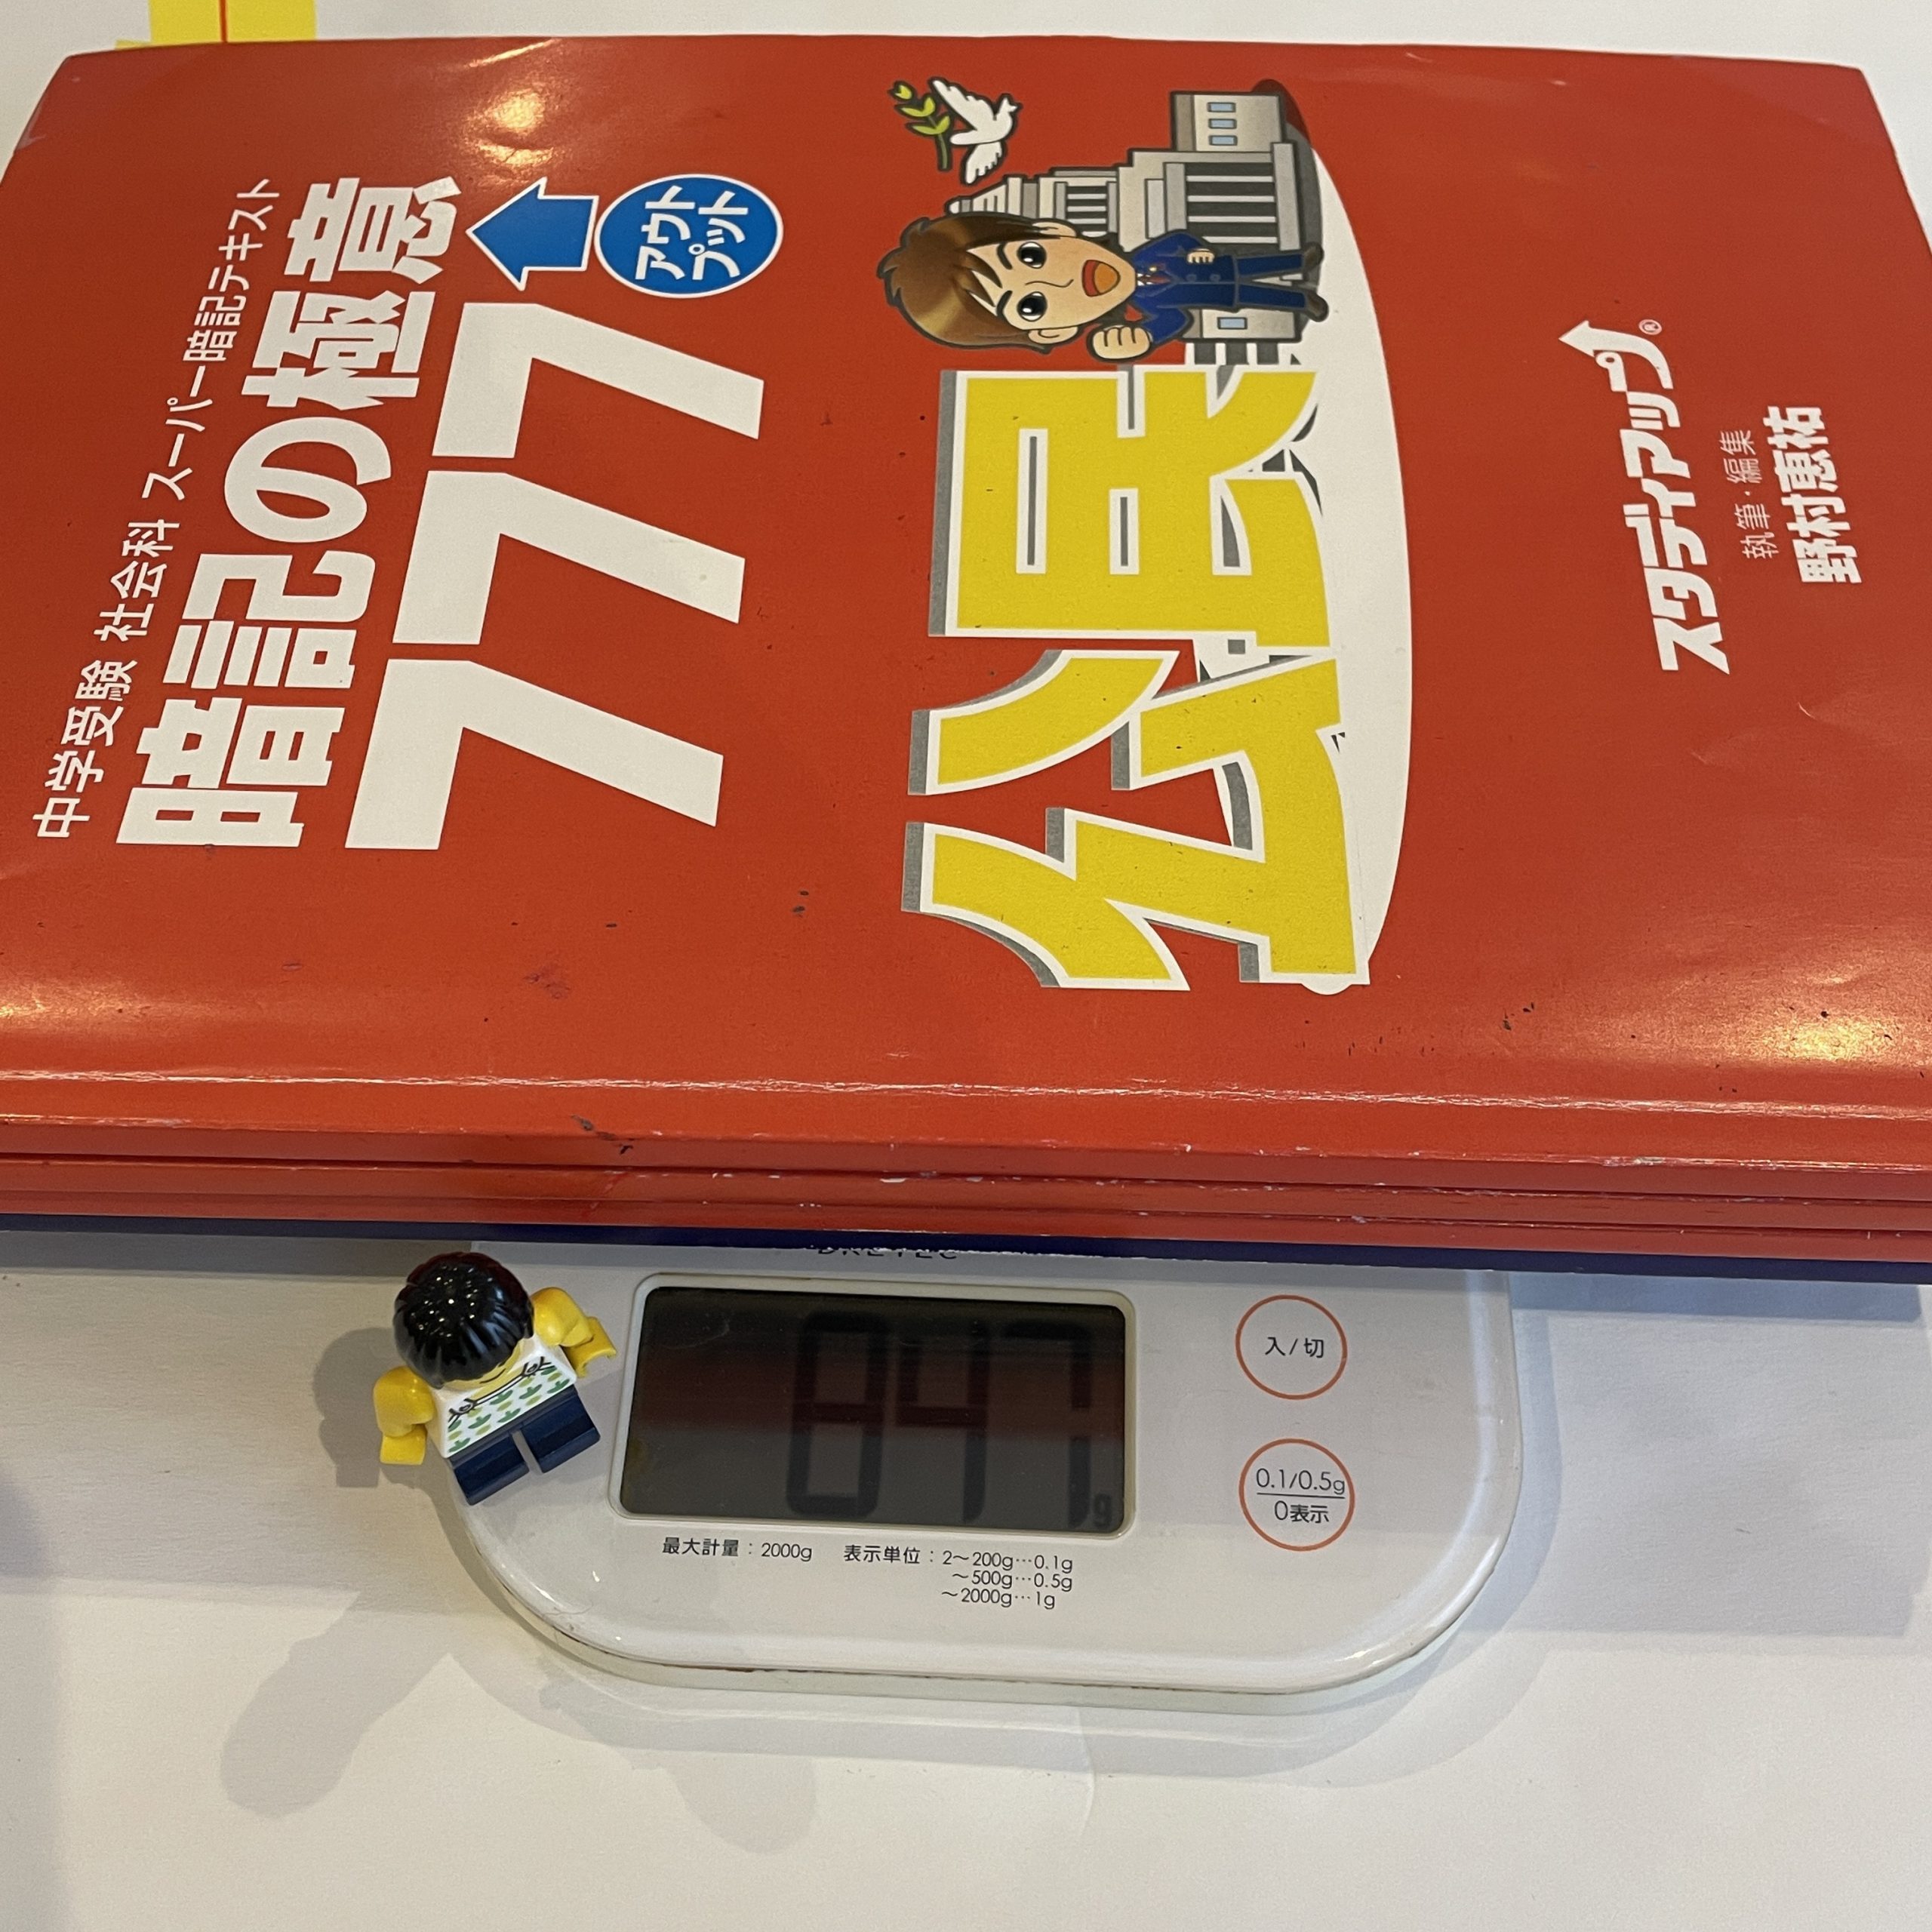 中学受験 社会科 スーパー暗記テキスト
暗記の極意
777
アウト
プット
公民
スタディアップ®
執筆・編集
野村恵祐
DRETEC
847g
入/切
0.1/0.5g
0表示
最大計量：2000g 表示単位：2〜200g…0.1g
〜500g…0.5g
〜2000g…1g